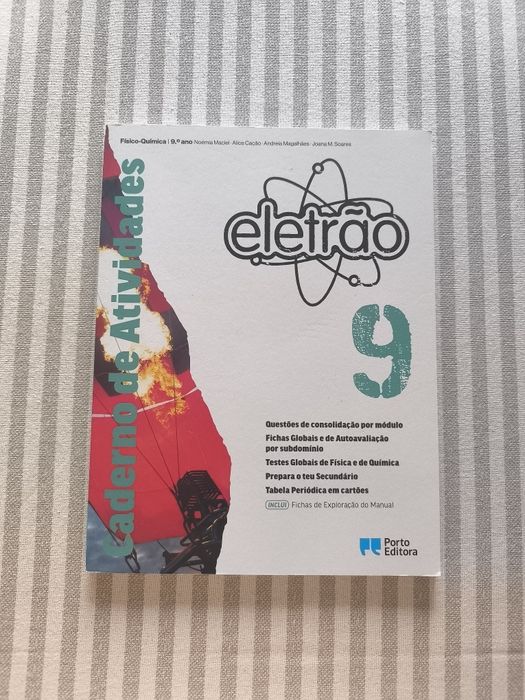 Físico-Química | 9.º ano Noémia Maciel · Alice Cação · Andreia Magalhães · Joana M. Soares
Caderno de Atividades
eletrão
9
Questões de consolidação por módulo
Fichas Globais e de Autoavaliação
por subdomínio
Testes Globais de Física e de Química
Prepara o teu Secundário
Tabela Periódica em cartões
INCLUI Fichas de Exploração do Manual
Porto
Editora